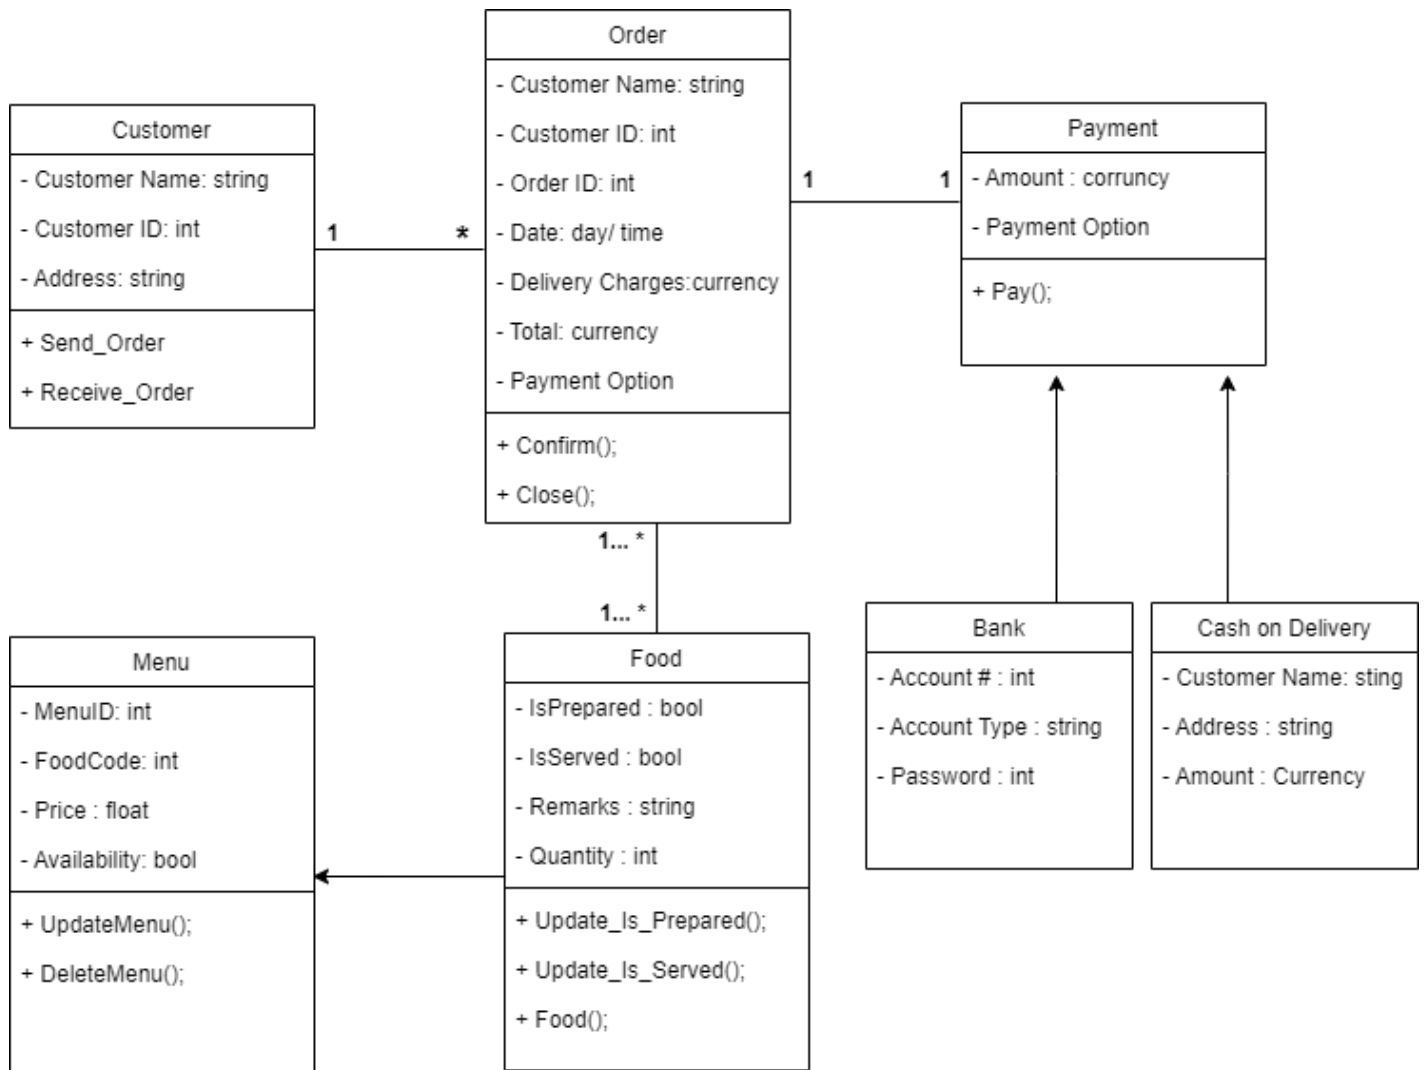 Order
- Customer Name: string
- Customer ID: int
- Order ID: int
- Date: day/ time
- Delivery Charges:currency
- Total: currency
- Payment Option
+ Confirm();
+ Close();
Customer
- Customer Name: string
- Customer ID: int
- Address: string
+ Send_Order
+ Receive_Order
1
*
1
1
Payment
- Amount : corruncy
- Payment Option
+ Pay();
1... *
1... *
Menu
- MenuID: int
- FoodCode: int
- Price : float
- Availability: bool
+ UpdateMenu();
+ DeleteMenu();
Food
- IsPrepared : bool
- IsServed : bool
- Remarks : string
- Quantity : int
+ Update_Is_Prepared();
+ Update_Is_Served();
+ Food();
Bank
- Account # : int
- Account Type : string
- Password : int
Cash on Delivery
- Customer Name: sting
- Address : string
- Amount : Currency